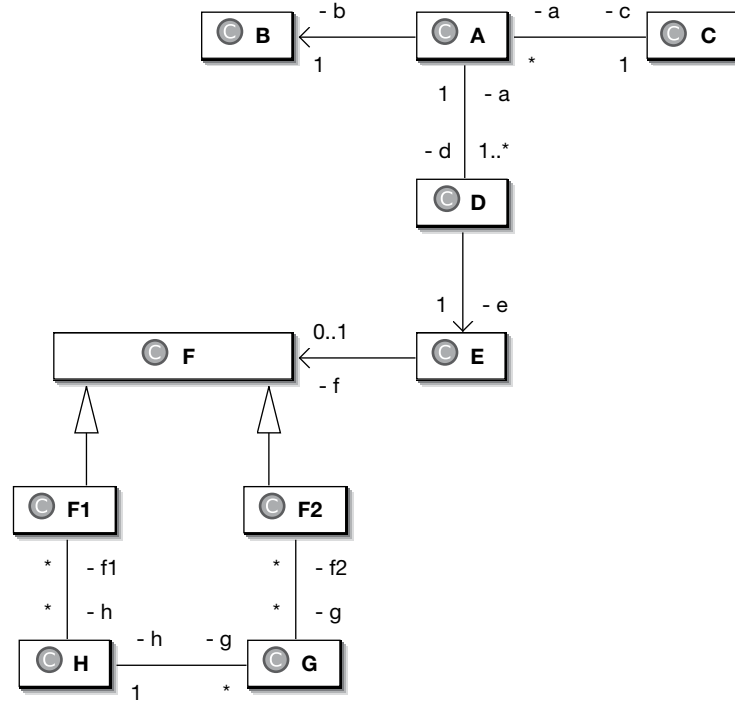 - b
- a
- c
C B
C A
C C
1
*
1
1
- a
- d
1..*
C D
1
- e
0..1
C F
C E
- f
C F1
C F2
*
- f1
*
- f2
*
- h
*
- g
- h
- g
C H
C G
1
*